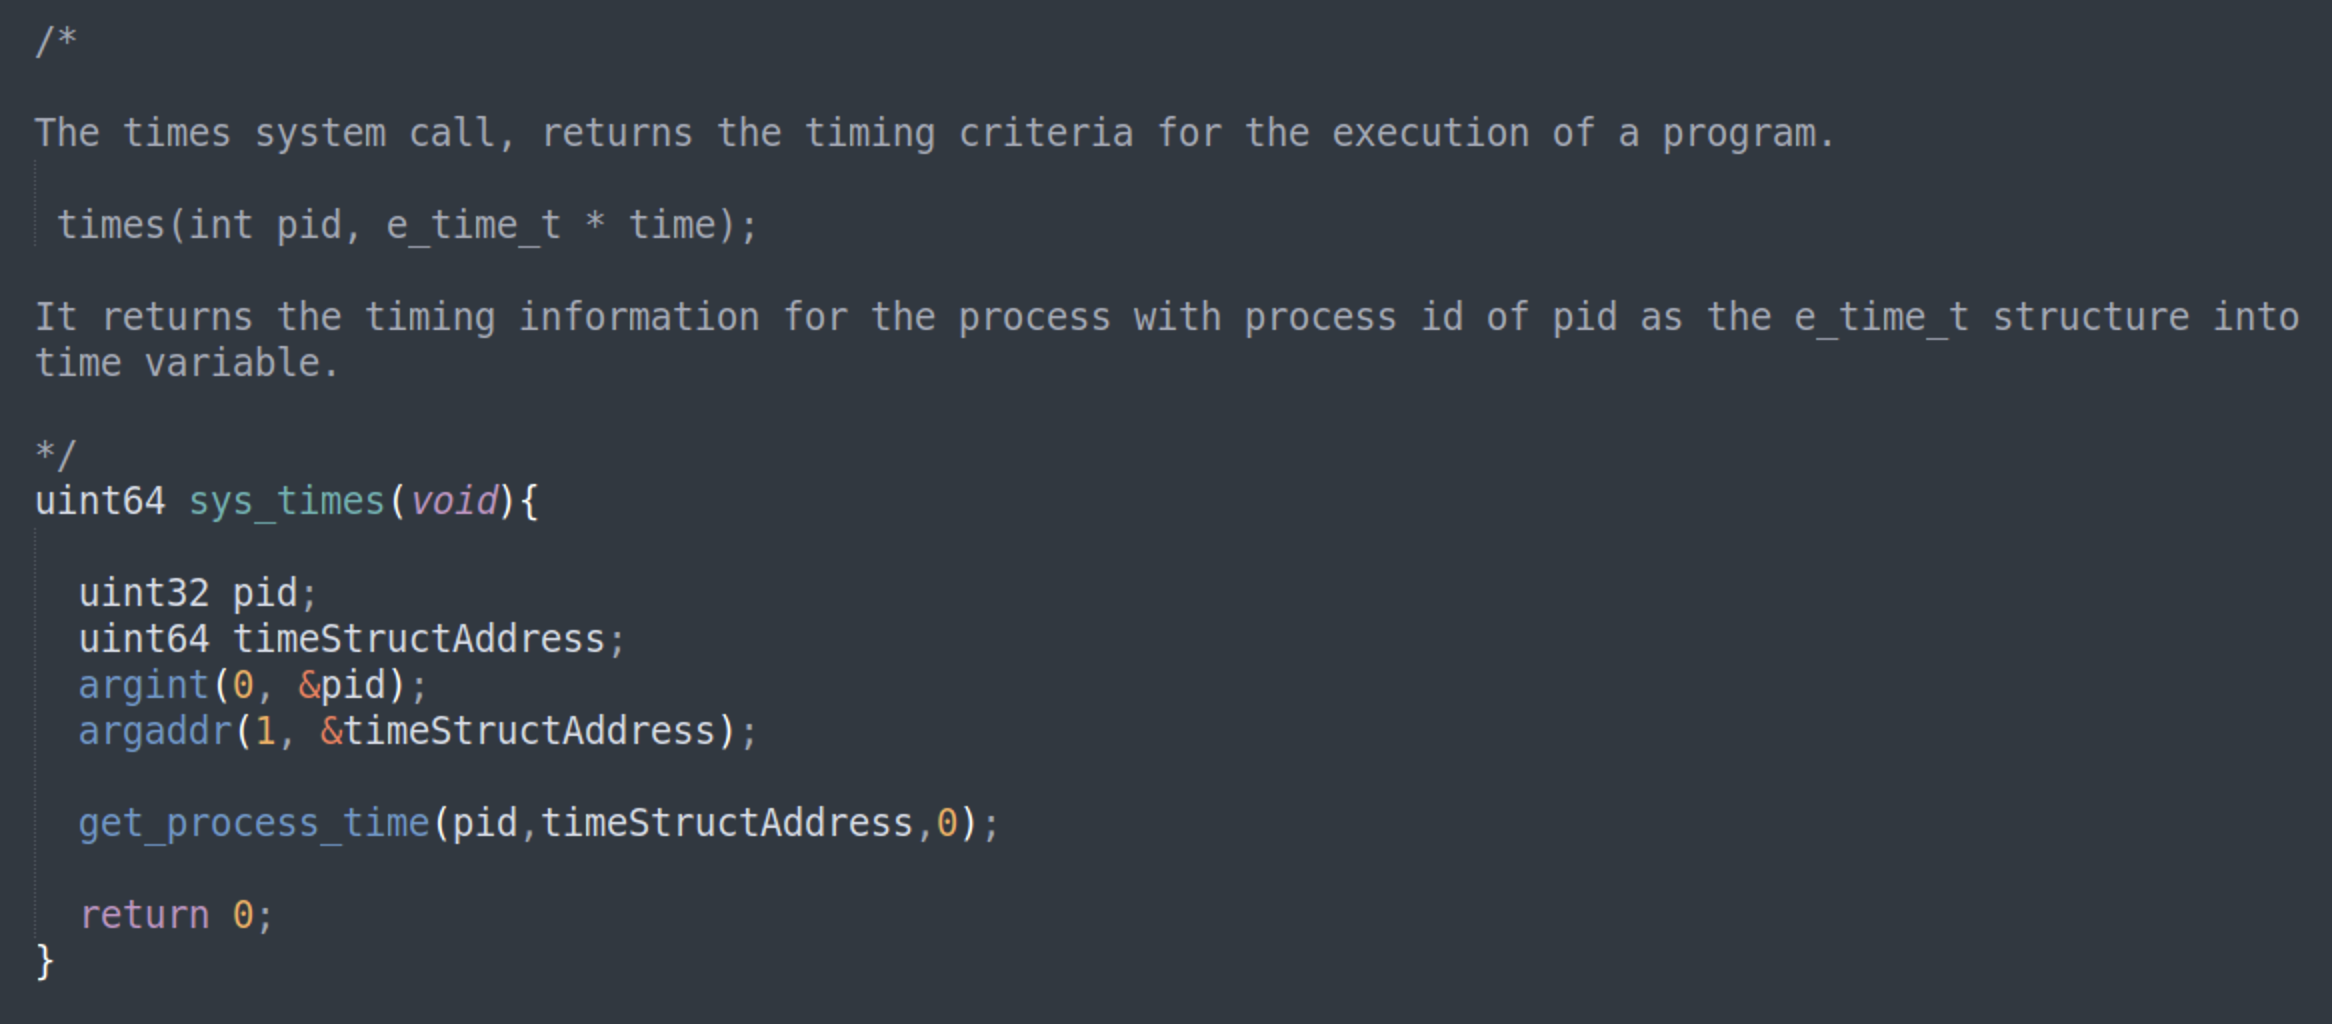 /*
The times system call, returns the timing criteria for the execution of a program.
times(int pid, e_time_t * time);
It returns the timing information for the process with process id of pid as the e_time_t structure into
time variable.
*/
uint64 sys_times(void){
uint32 pid;
uint64 timeStructAddress;
argint(0, &pid);
argaddr(1, &timeStructAddress);
get_process_time(pid,timeStructAddress,0);
return 0;
}